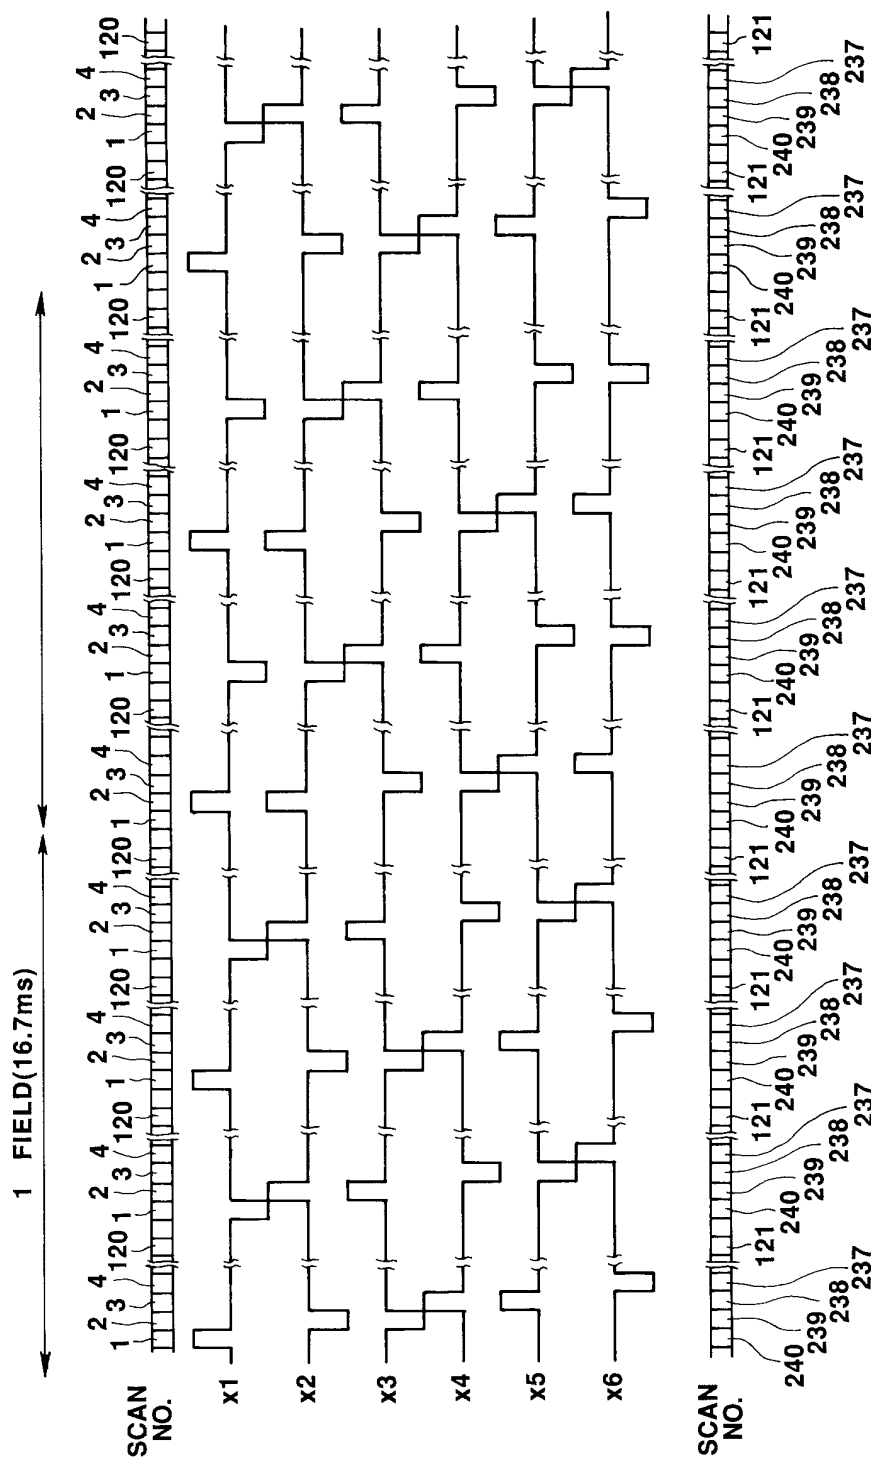 1 FIELD(16.7ms)
SCAN NO. 1 2 3 4 120 1 2 3 4 120 1 2 3 4 120 1 2 3 4 120 1 2 3 4 120 1 2 3 4 120 1 2 3 4 120 1 2 3 4 120 1 2 3 4 120 1 2 3 4 120
x1
x2
x3
x4
x5
x6
SCAN NO. 240 239 238 237 121 240 239 238 237 121 240 239 238 237 121 240 239 238 237 121 240 239 238 237 121 240 239 238 237 121 240 239 238 237 121 240 239 238 237 121 240 239 238 237 121 240 239 238 237 121